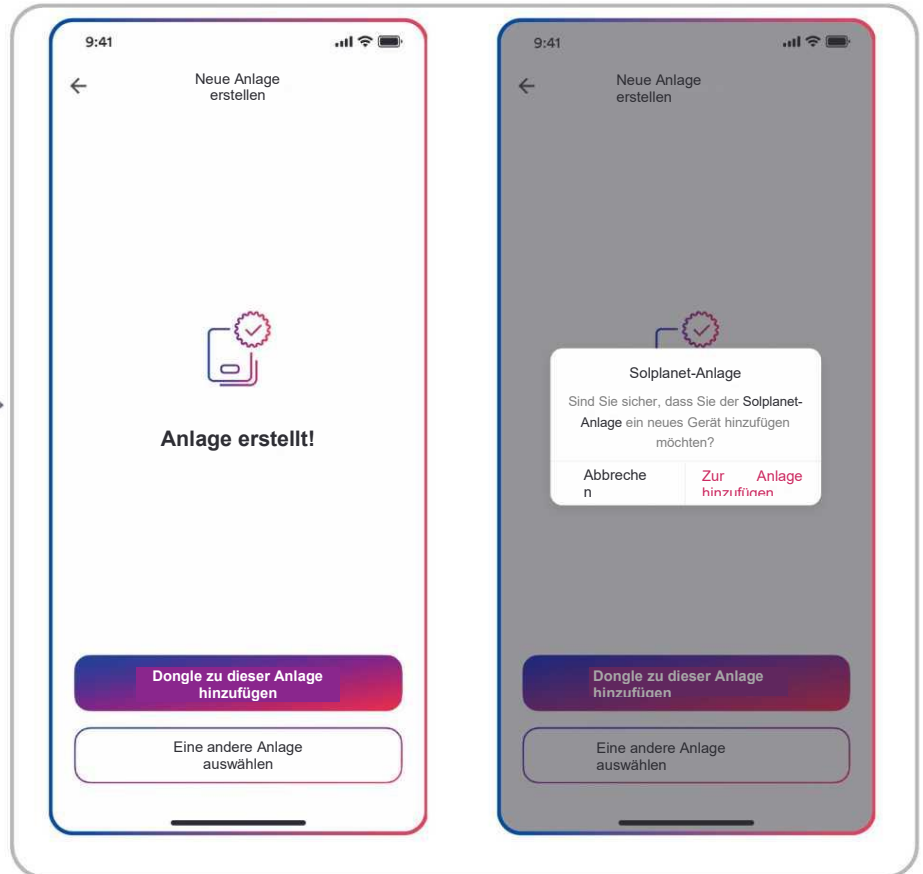 9:41
Neue Anlage
erstellen
Anlage erstellt!
Dongle zu dieser Anlage
hinzufügen
Eine andere Anlage
auswählen
9:41
Neue Anlage
erstellen
Solplanet-Anlage
Sind Sie sicher, dass Sie der Solplanet-
Anlage ein neues Gerät hinzufügen
möchten?
Abbreche
n
Zur Anlage
hinzufügen
Dongle zu dieser Anlage
hinzufügen
Eine andere Anlage
auswählen